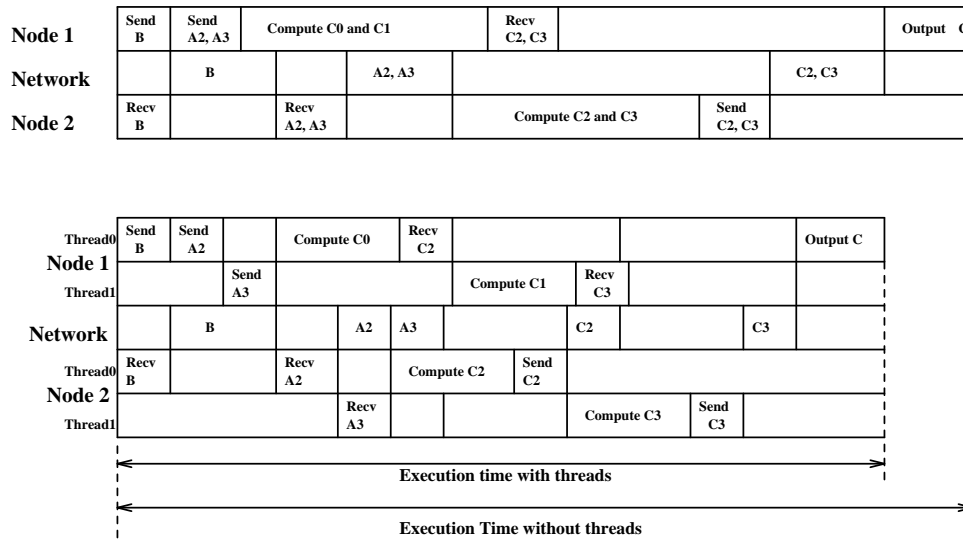 Send Send Compute C0 and C1 Recv Output
Node 1 B A2, A3 C2, C3
Network B A2, A3 C2, C3
Recv Recv Compute C2 and C3 Send
Node 2 B A2, A3 C2, C3
Thread0 Send Send Compute C0 Recv Output C
B A2 C2
Node 1
Thread1 Send Compute C1 Recv
A3 C3
Network B A2 A3 C2 C3
Thread0 Recv Recv Compute C2 Send
B A2 C2
Node 2
Thread1 Recv Compute C3 Send
A3 C3
Execution time with threads
Execution Time without threads